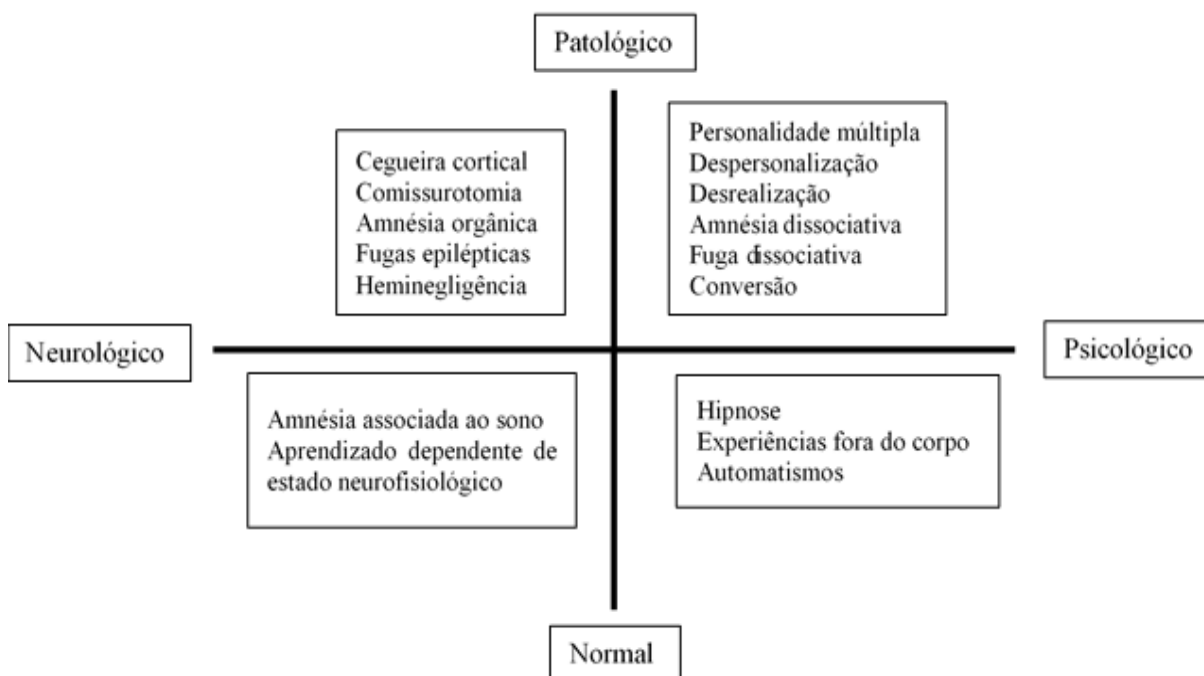 Patológico
Cegueira cortical
Comissurotomia
Amnésia orgânica
Fugas epilépticas
Heminegligência
Personalidade múltipla
Despersonalização
Desrealização
Amnésia dissociativa
Fuga dissociativa
Conversão
Neurológico
Psicológico
Amnésia associada ao sono
Aprendizado dependente de
estado neurofisiológico
Hipnose
Experiências fora do corpo
Automatismos
Normal